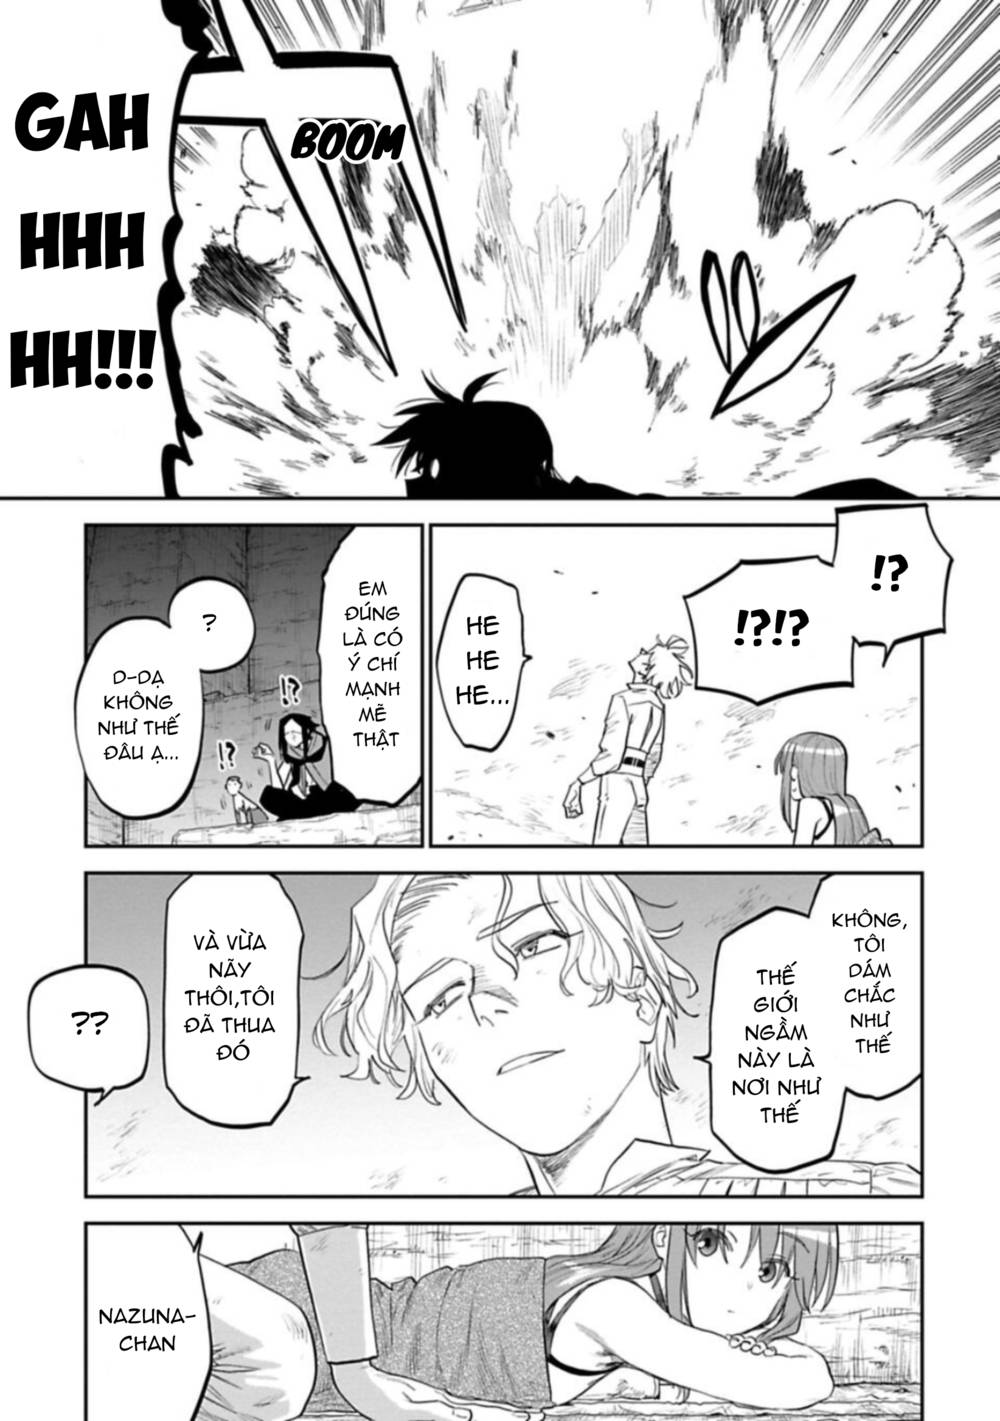 BOOM
GAH
HHH
HH!!!
!?
!?!?
HE
HE
HE...
EM
ĐÚNG
LÀ CÓ
Ý CHÍ
MẠNH
MẼ
THẬT
!?
!?
?
D-DẠ
KHÔNG
NHƯ THẾ
ĐÂU Ạ...
KHÔNG,
TÔI
DÁM
CHẮC
NHƯ
THẾ
THẾ
GIỚI
NGẦM
NÀY LÀ
NƠI NHƯ
THẾ
VÀ VỪA
NÃY
THÔI,TÔI
ĐÃ THUA
ĐÓ
??
NAZUNA-
CHAN